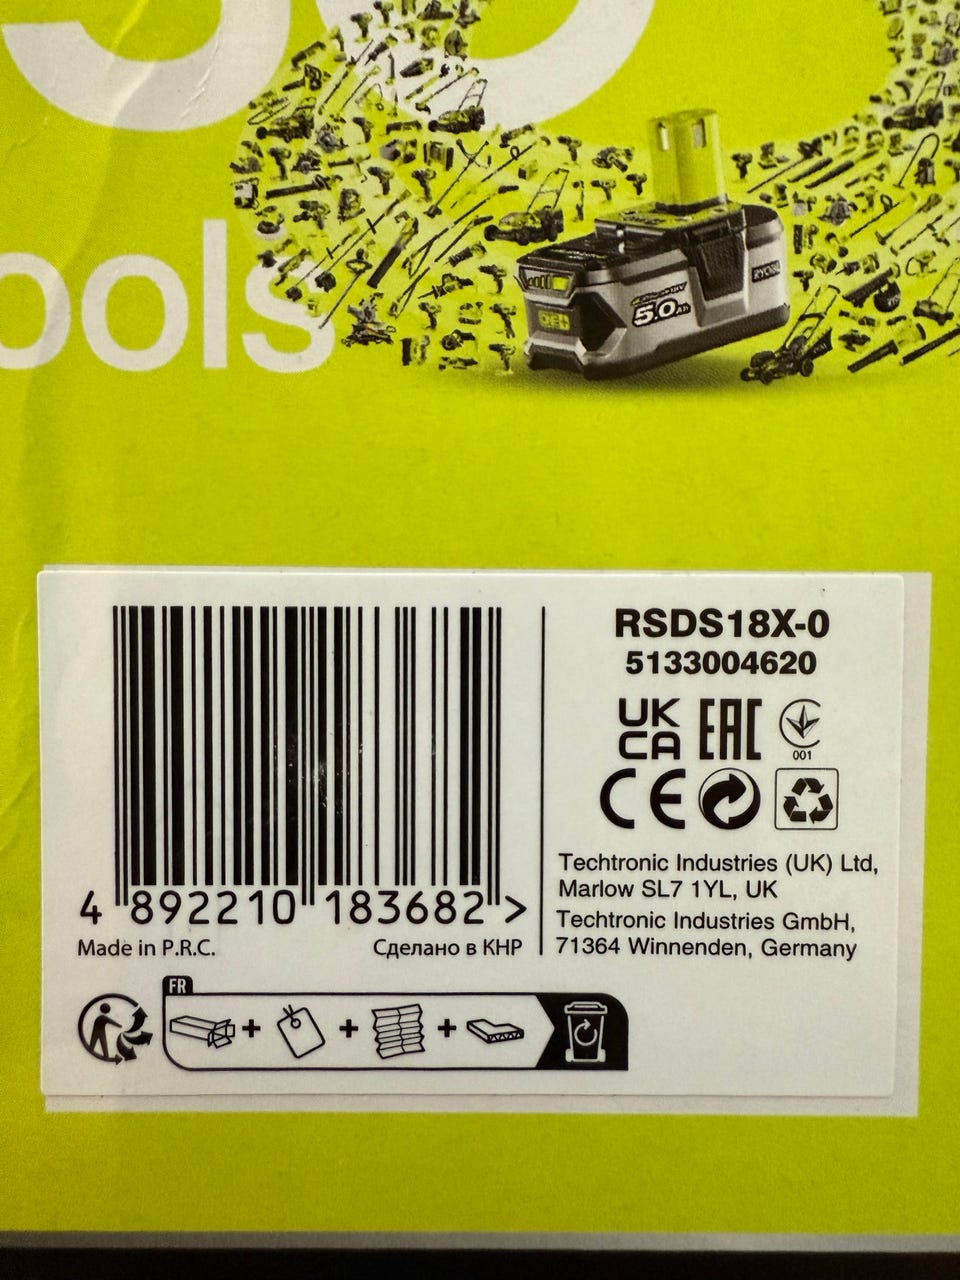 ools
RYOBI
5.0Ah
ONE+
RSDS18X-0
5133004620
UK
CA
EAC
001
CE
4 892210 183682 >
Made in P.R.C.
Сделано в КНР
Techtronic Industries (UK) Ltd,
Marlow SL7 1YL, UK
Techtronic Industries GmbH,
71364 Winnenden, Germany
FR
+ + +